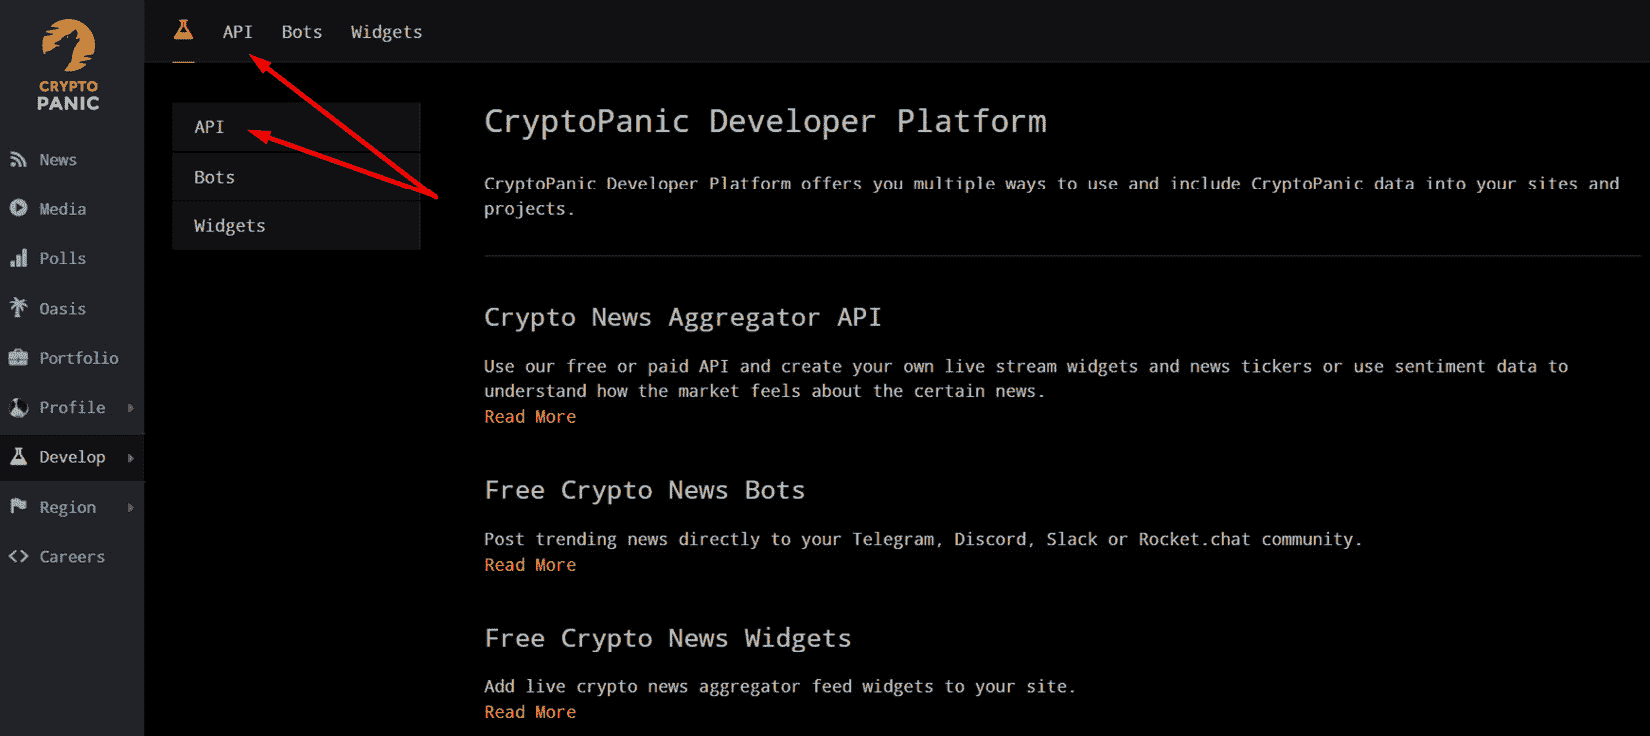 CRYPTO
PANIC
News
Media
Polls
Oasis
Portfolio
Profile
Develop
Region
Careers
API Bots Widgets
API
Bots
Widgets
CryptoPanic Developer Platform
CryptoPanic Developer Platform offers you multiple ways to use and include CryptoPanic data into your sites and
projects.
Crypto News Aggregator API
Use our free or paid API and create your own live stream widgets and news tickers or use sentiment data to
understand how the market feels about the certain news.
Read More
Free Crypto News Bots
Post trending news directly to your Telegram, Discord, Slack or Rocket.chat community.
Read More
Free Crypto News Widgets
Add live crypto news aggregator feed widgets to your site.
Read More